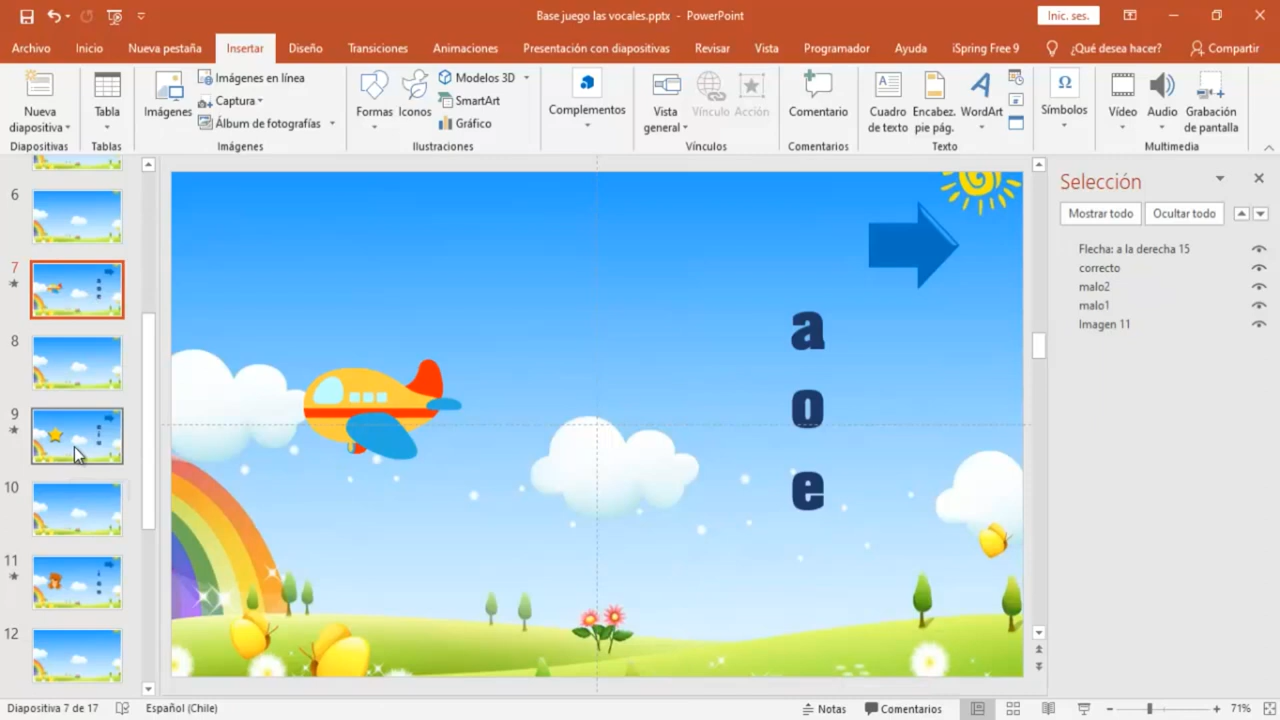 Base juego las vocales.pptx - PowerPoint
Inic. ses.
Archivo Inicio Nueva pestaña Insertar Diseño Transiciones Animaciones Presentación con diapositivas Revisar Vista Programador Ayuda iSpring Free 9 ¿Qué desea hacer? Compartir
Nueva diapositiva
Diapositivas
Tabla
Tablas
Imágenes
Imágenes en línea
Captura
Álbum de fotografías
Imágenes
Formas
Iconos
Modelos 3D
SmartArt
Gráfico
Ilustraciones
Complementos
Vista general
Vínculo
Acción
Vínculos
Comentario
Comentarios
Cuadro de texto
Encabez. pie pág.
WordArt
Texto
Símbolos
Ω
Vídeo
Audio
Grabación de pantalla
Multimedia
6
7
8
9
10
11
12
a
o
e
Selección
Mostrar todo Ocultar todo
Flecha: a la derecha 15
correcto
malo2
malo1
Imagen 11
Diapositiva 7 de 17 Español (Chile) Notas Comentarios 71%